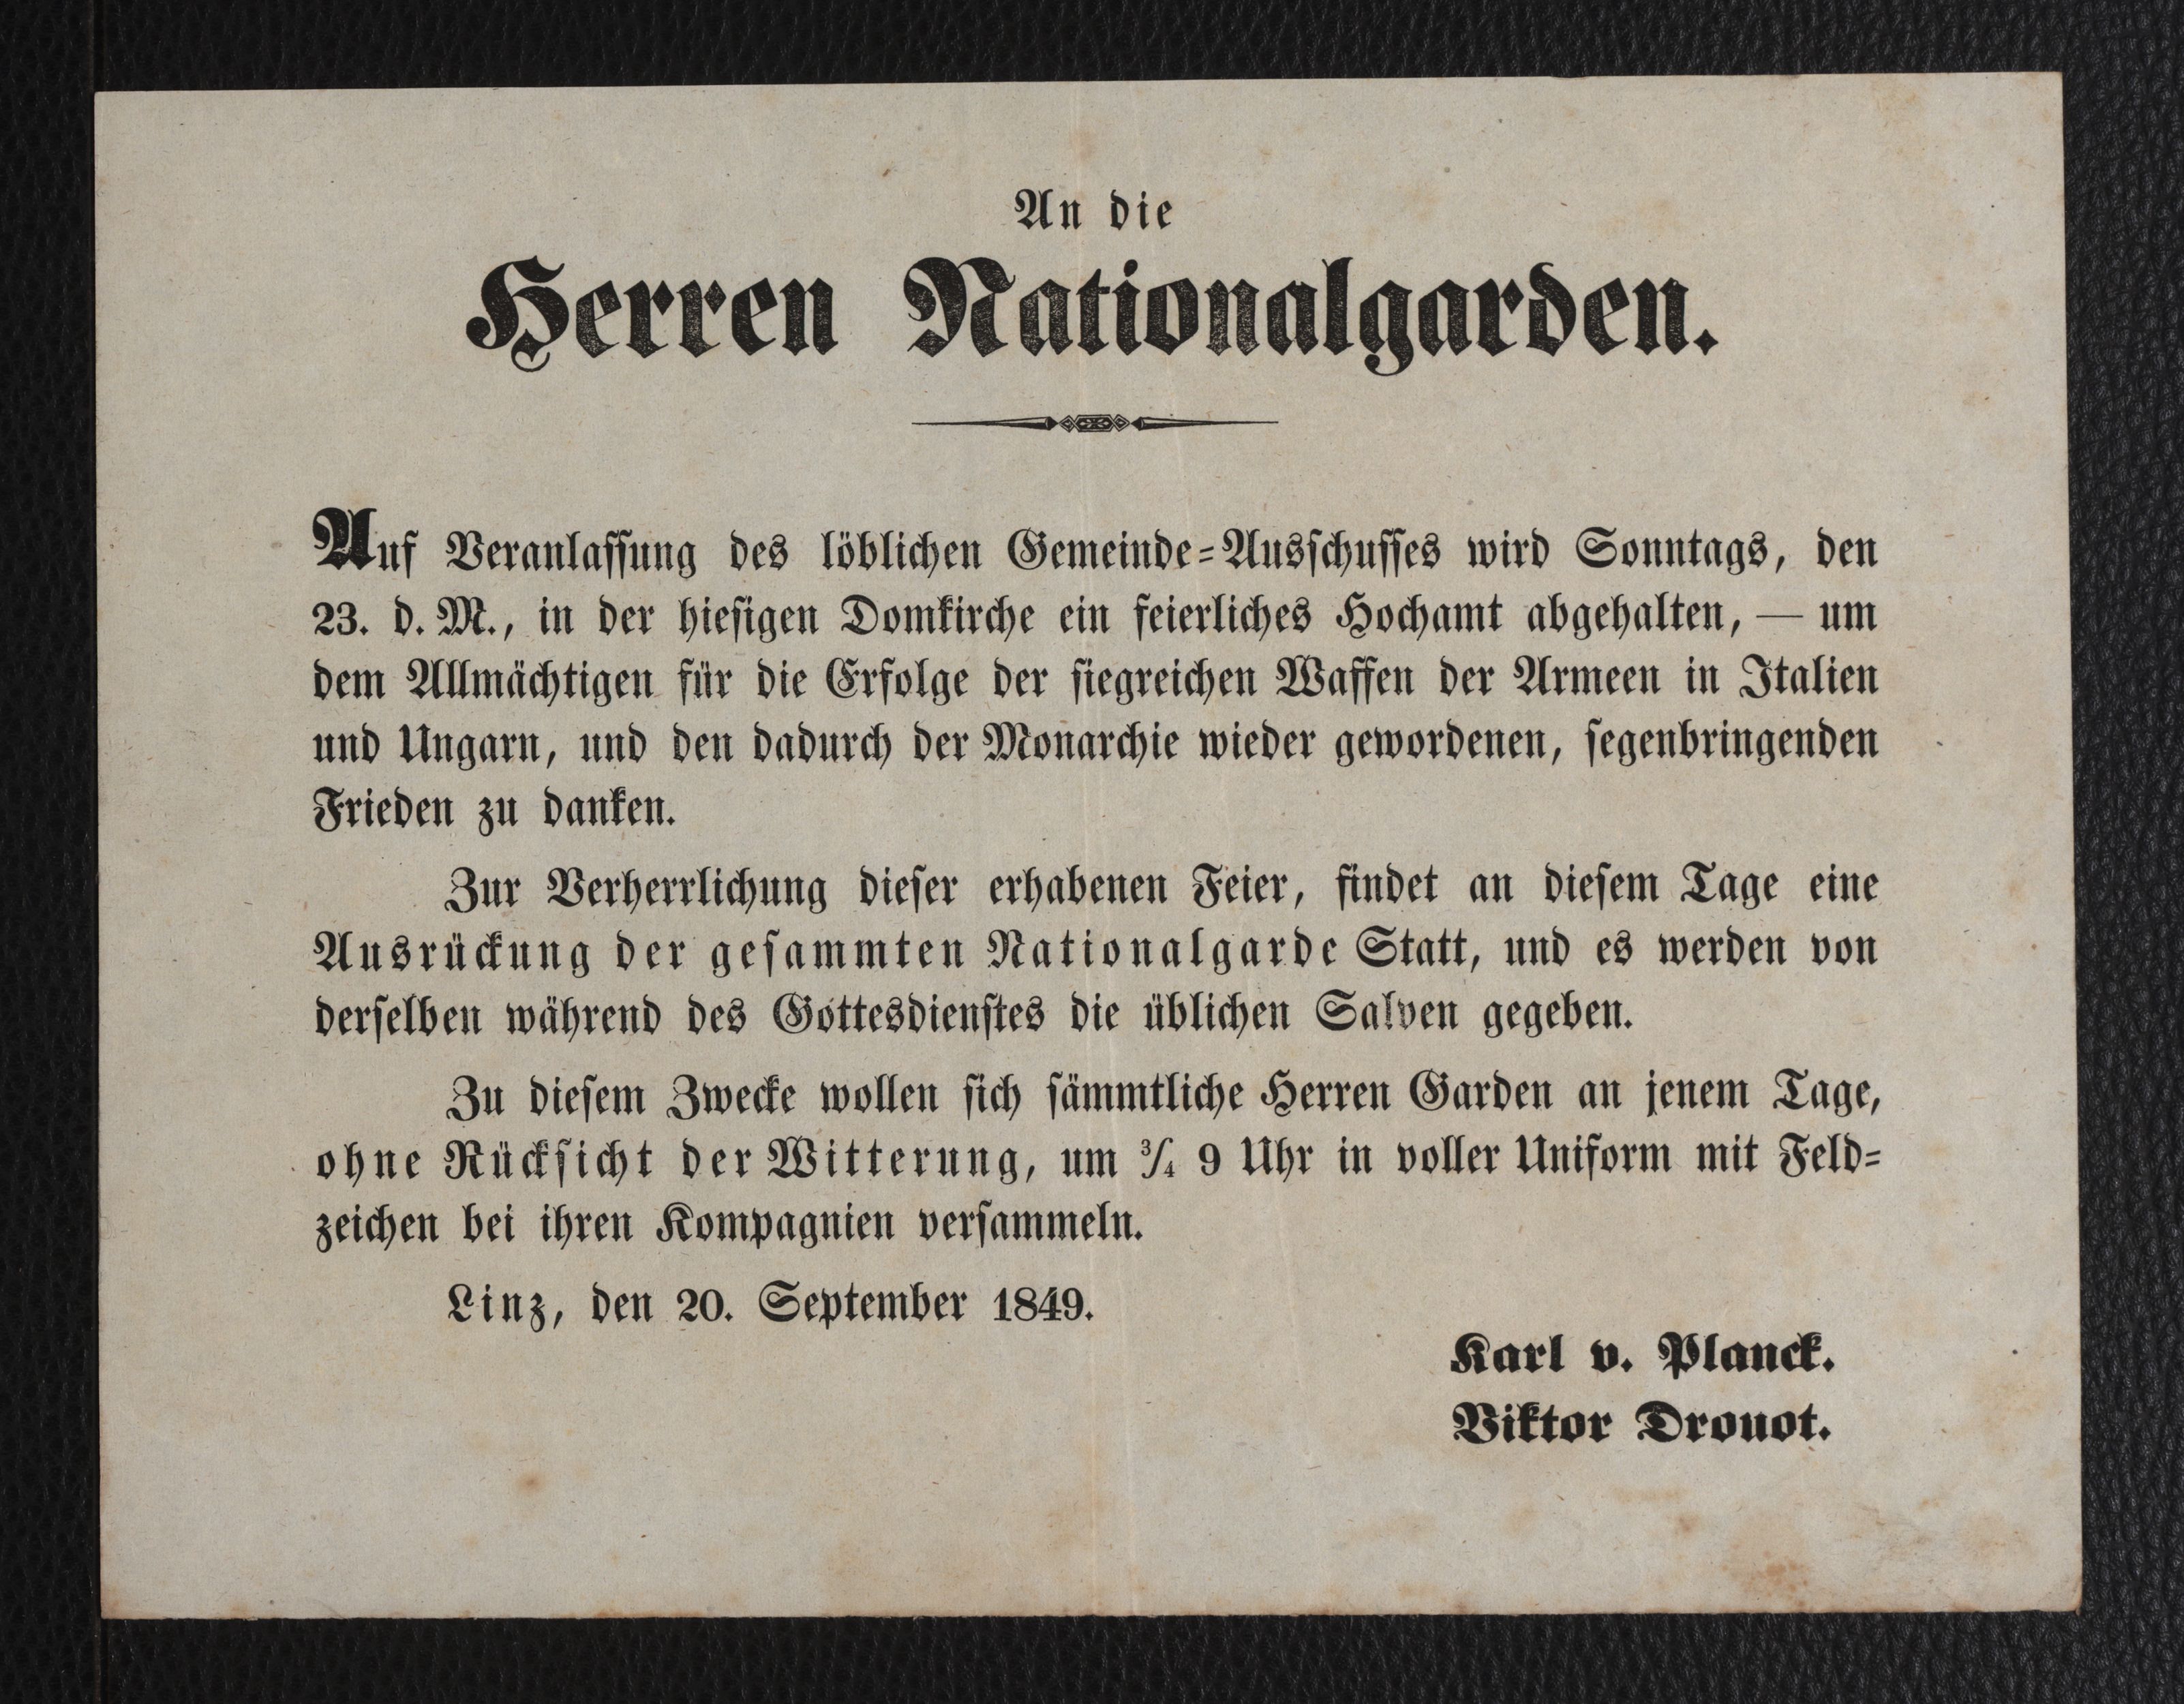 An die
Herren Nationalgarden.
Auf Veranlassung des löblichen Gemeinde-Ausschusses wird Sonntags, den
23. d. M., in der hiesigen Domkirche ein feierliches Hochamt abgehalten, — um
dem Allmächtigen für die Erfolge der siegreichen Waffen der Armeen in Italien
und Ungarn, und den dadurch der Monarchie wieder gewordenen, segenbringenden
Frieden zu danken.
Zur Verherrlichung dieser erhabenen Feier, findet an diesem Tage eine
Ausrückung der gesammten Nationalgarde Statt, und es werden von
derselben während des Gottesdienstes die üblichen Salven gegeben.
Zu diesem Zwecke wollen sich sämmtliche Herren Garden an jenem Tage,
ohne Rücksicht der Witterung, um ¾ 9 Uhr in voller Uniform mit Feld-
zeichen bei ihren Kompagnien versammeln.
Linz, den 20. September 1849.
Karl v. Planck.
Viktor Drouot.